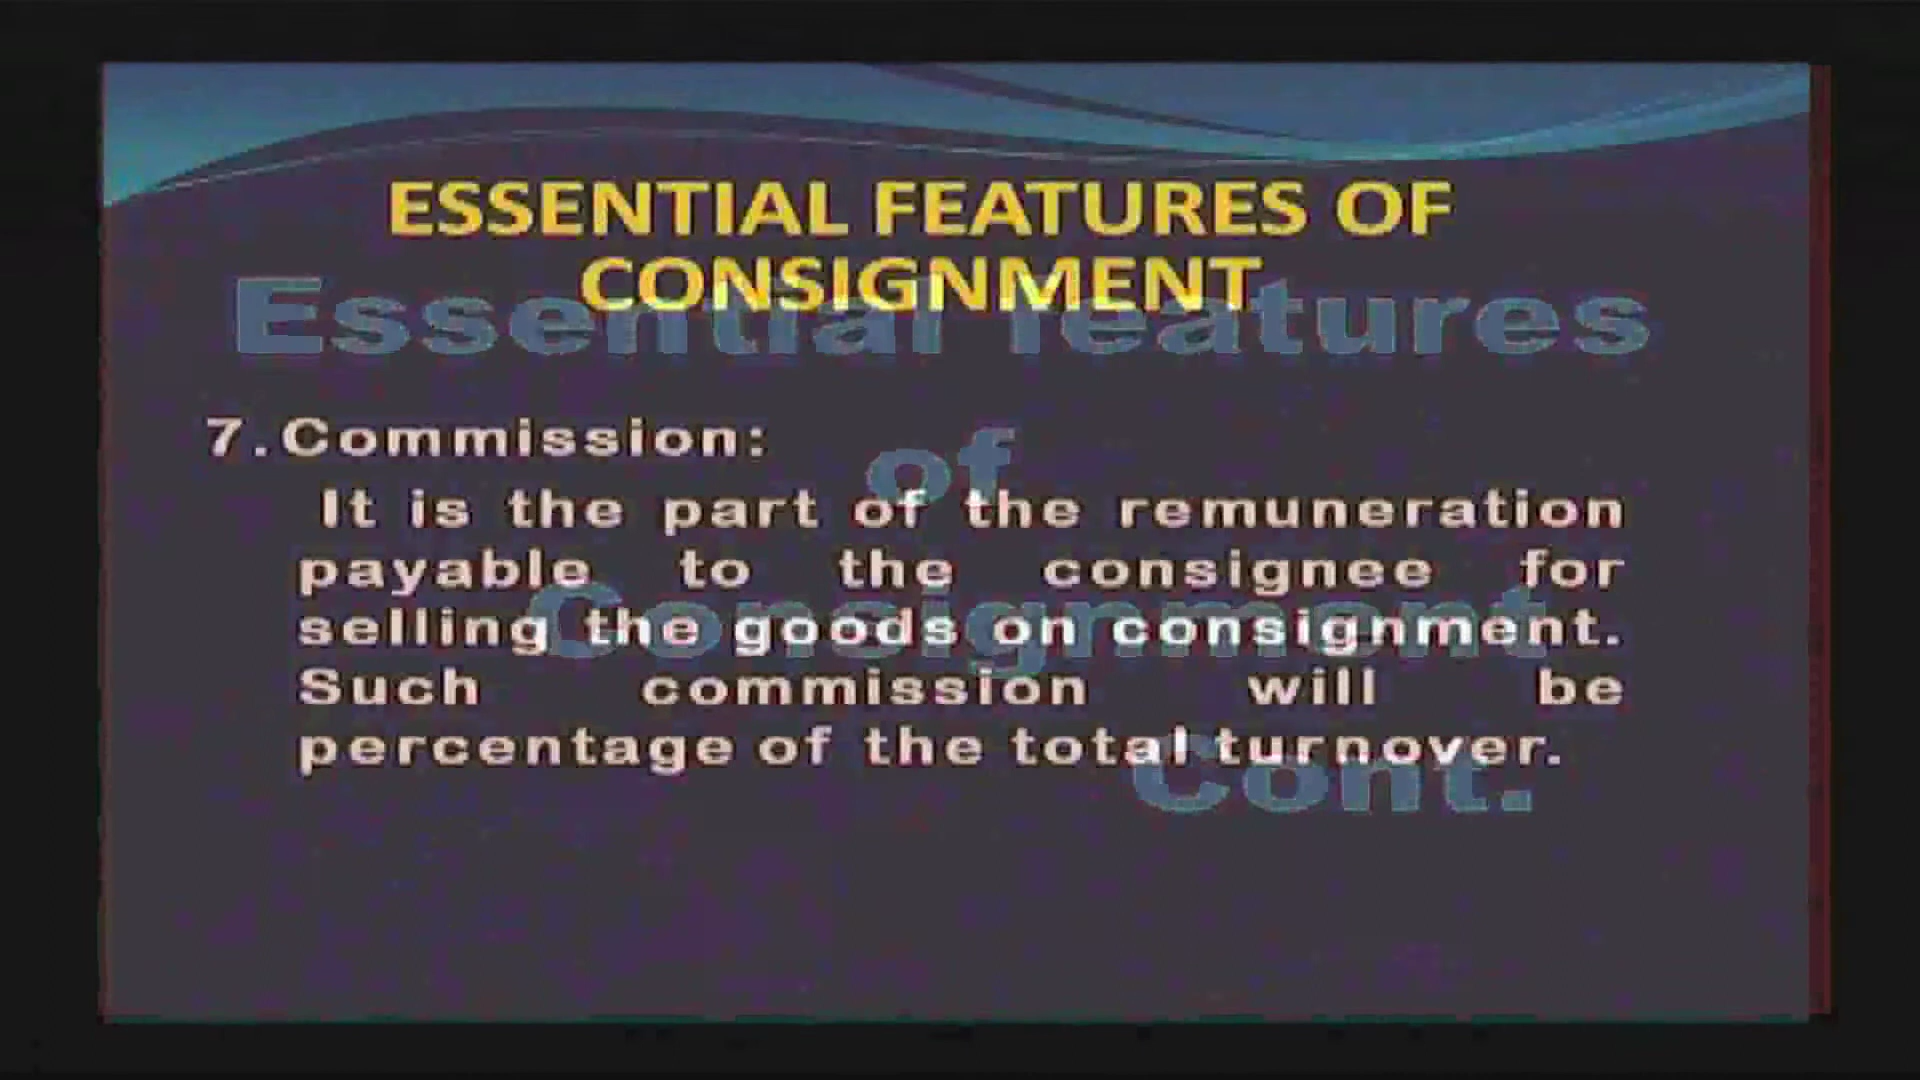 ESSENTIAL FEATURES OF
CONSIGNMENT
Essential features
7. Commission:
of
It is the part of the remuneration
payable to the consignee for
Consignment
selling the goods on consignment.
Such commission will be
percentage of the total turnover.
Cont.